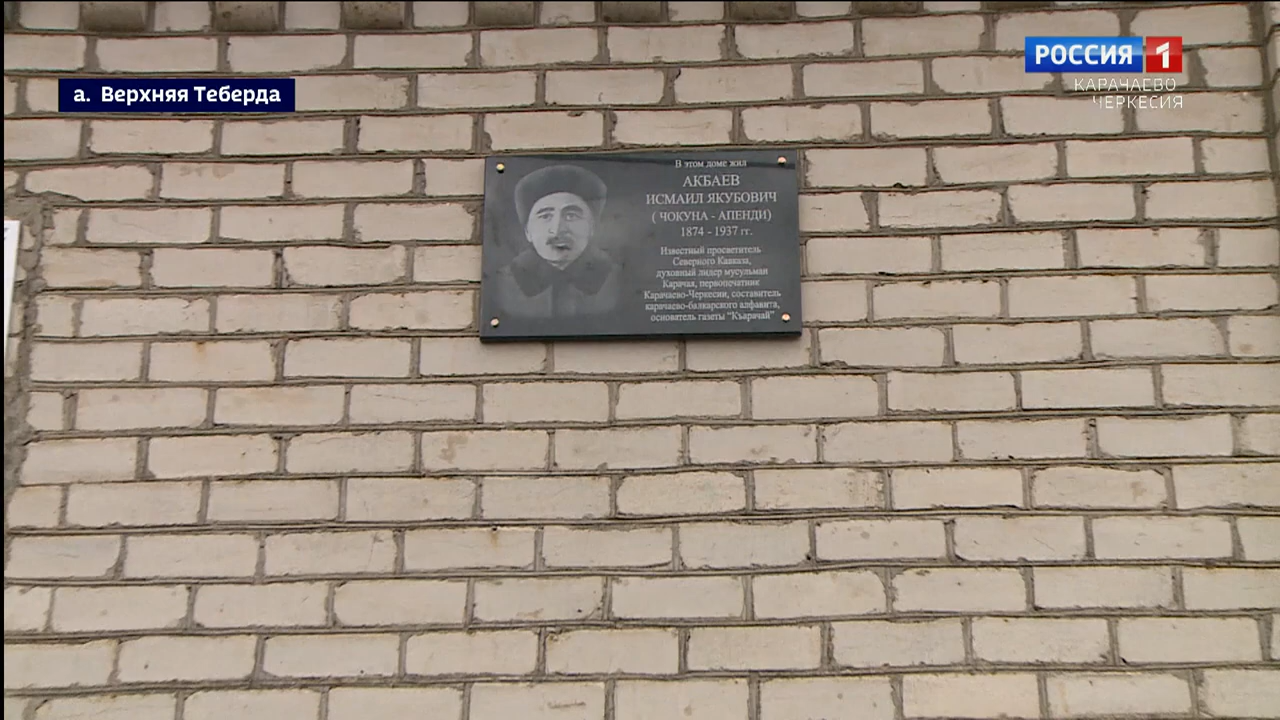 РОССИЯ 1
КАРАЧАЕВО
ЧЕРКЕСИЯ
а. Верхняя Теберда
В этом доме жил
АКБАЕВ
ИСМАИЛ ЯКУБОВИЧ
( ЧОКУНА - АПЕНДИ)
1874 - 1937 гг.
Известный просветитель
Северного Кавказа,
духовный лидер мусульман
Карачая, первопечатник
Карачаево-Черкесии, составитель
карачаево-балкарского алфавита,
основатель газеты "Къарачай"